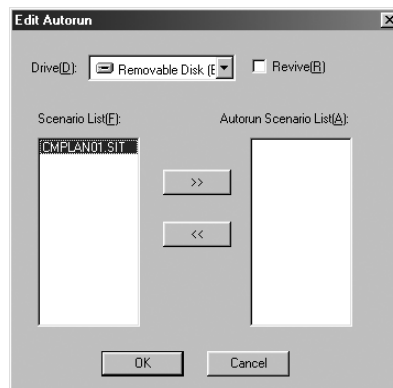 Edit Autorun
Drive(D): Removable Disk (E Revive(R)
Scenario List(F): Autorun Scenario List(A):
CMPLAN01.SIT
>>
<<
OK Cancel